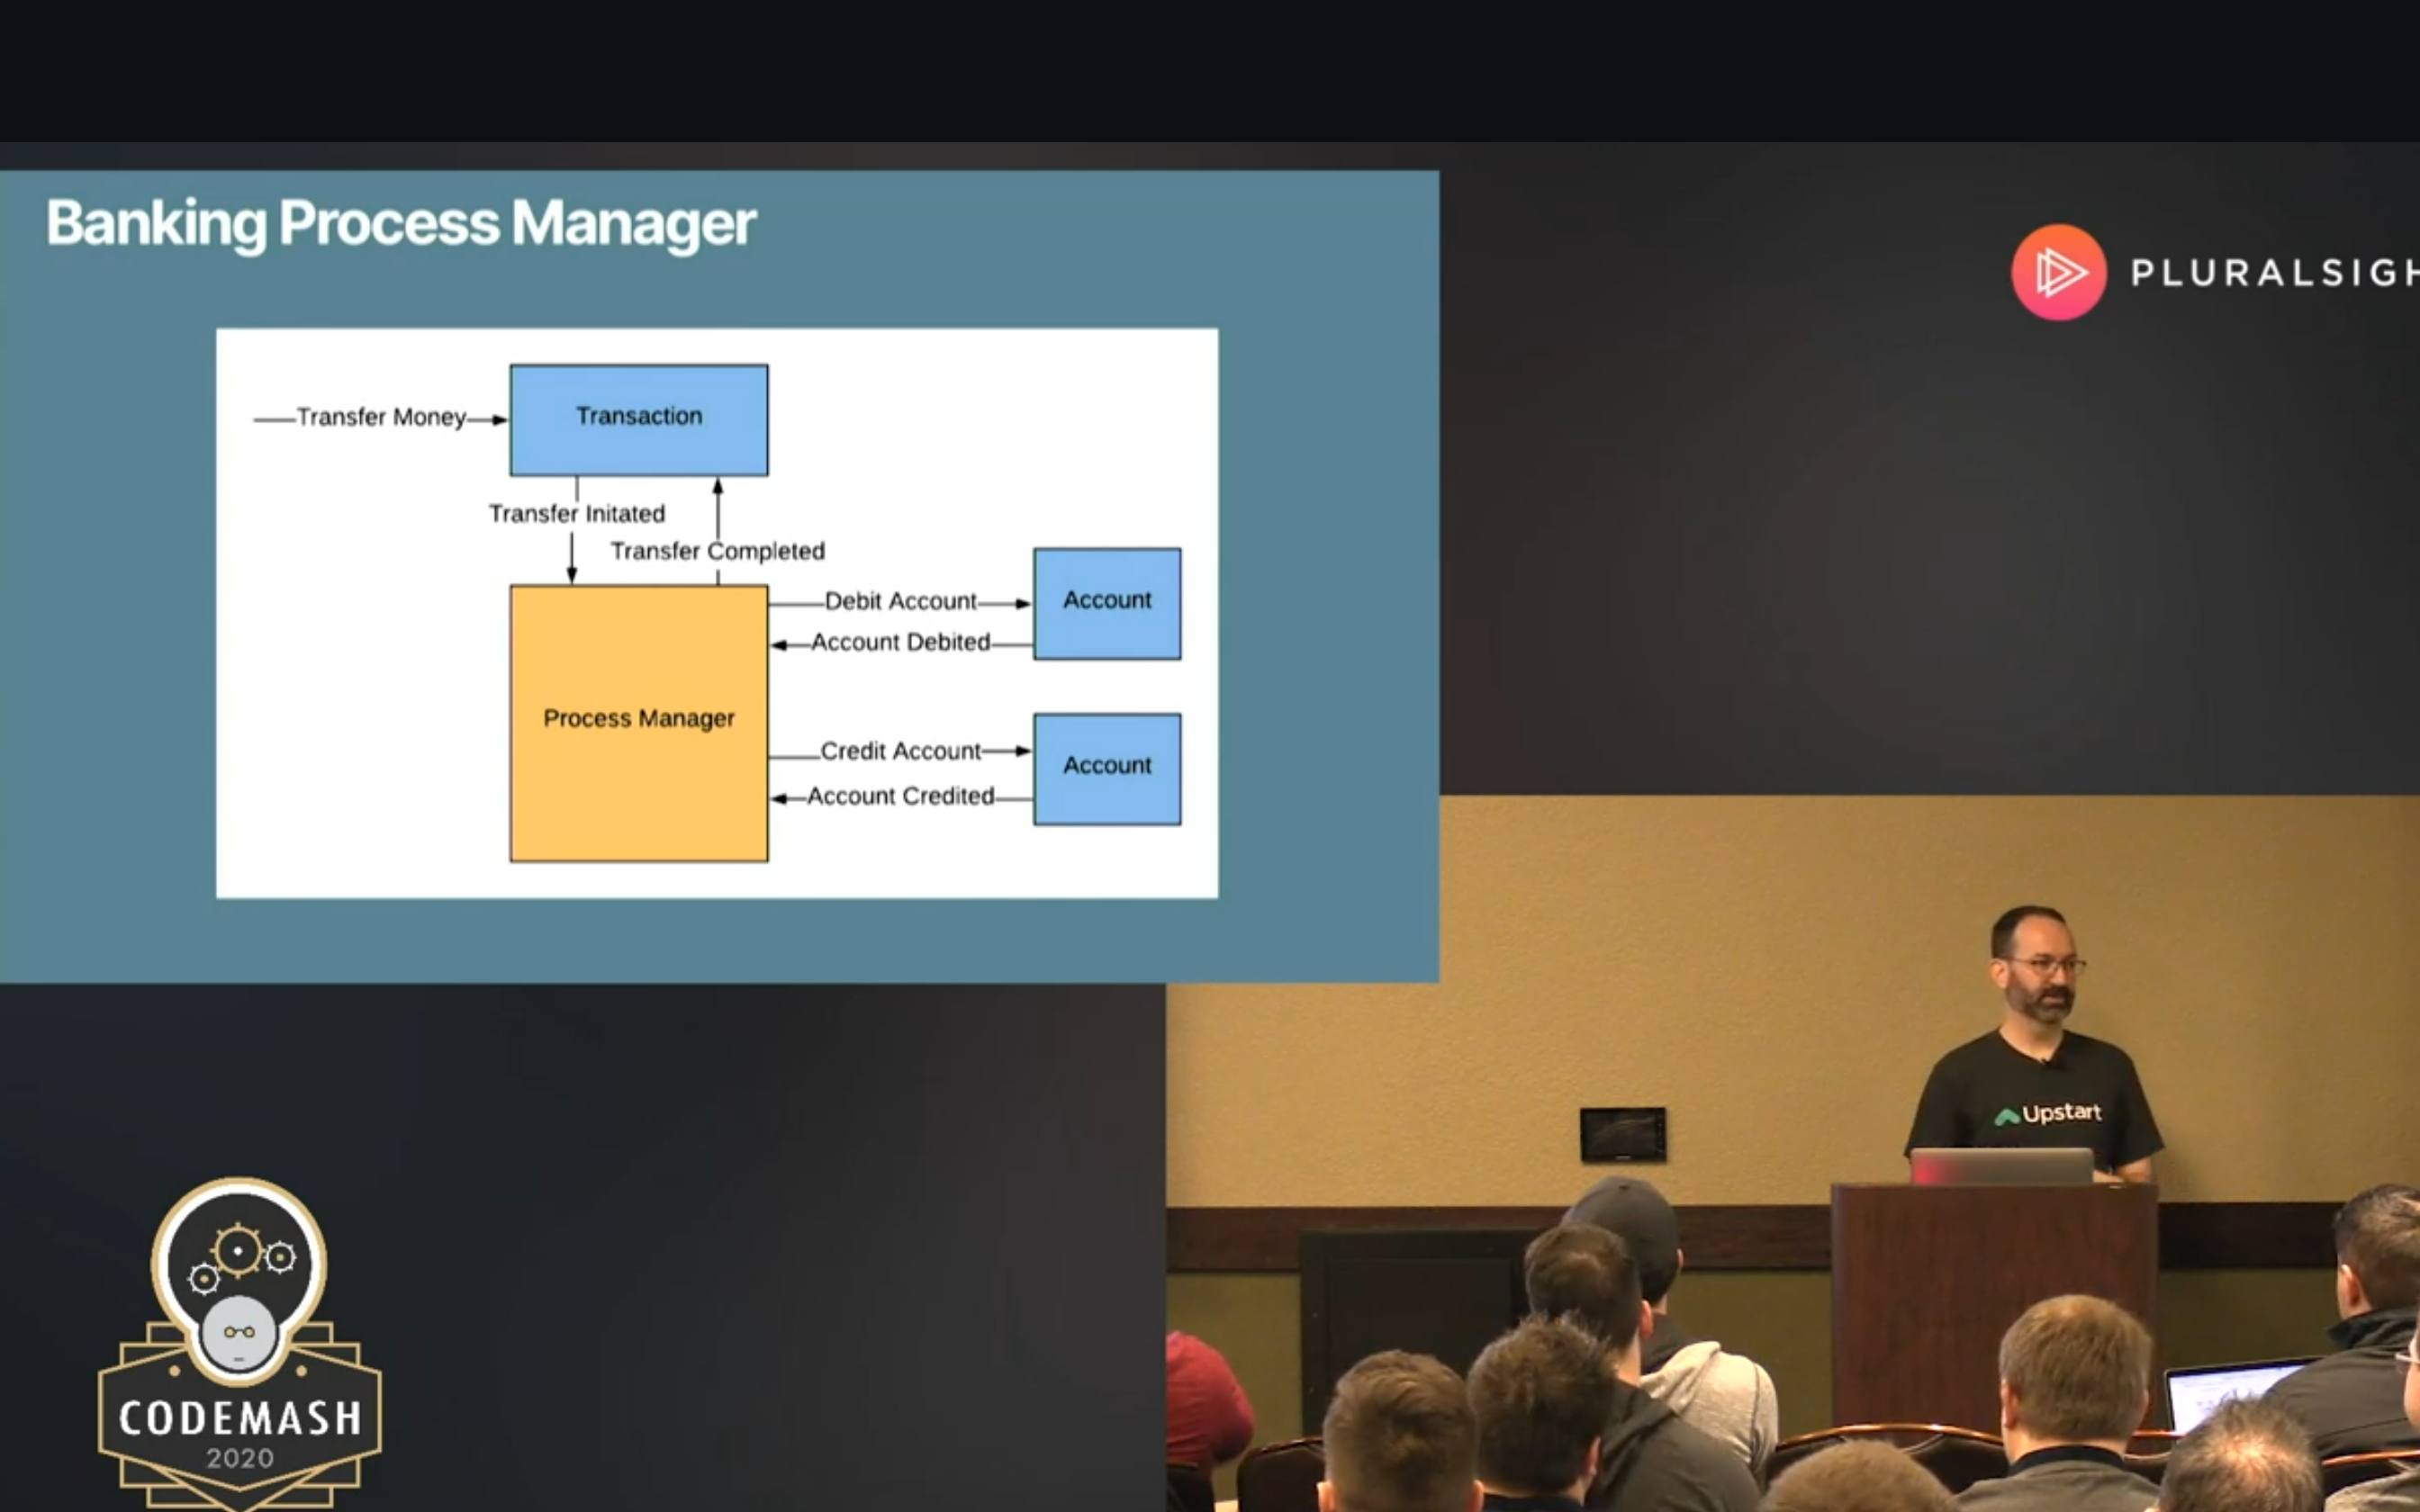 Banking Process Manager
PLURALSIGH
Transfer Money
Transaction
Transfer Initated
Transfer Completed
Debit Account
Account
Account Debited
Process Manager
Credit Account
Account
Account Credited
Upstart
CODEMASH
2020